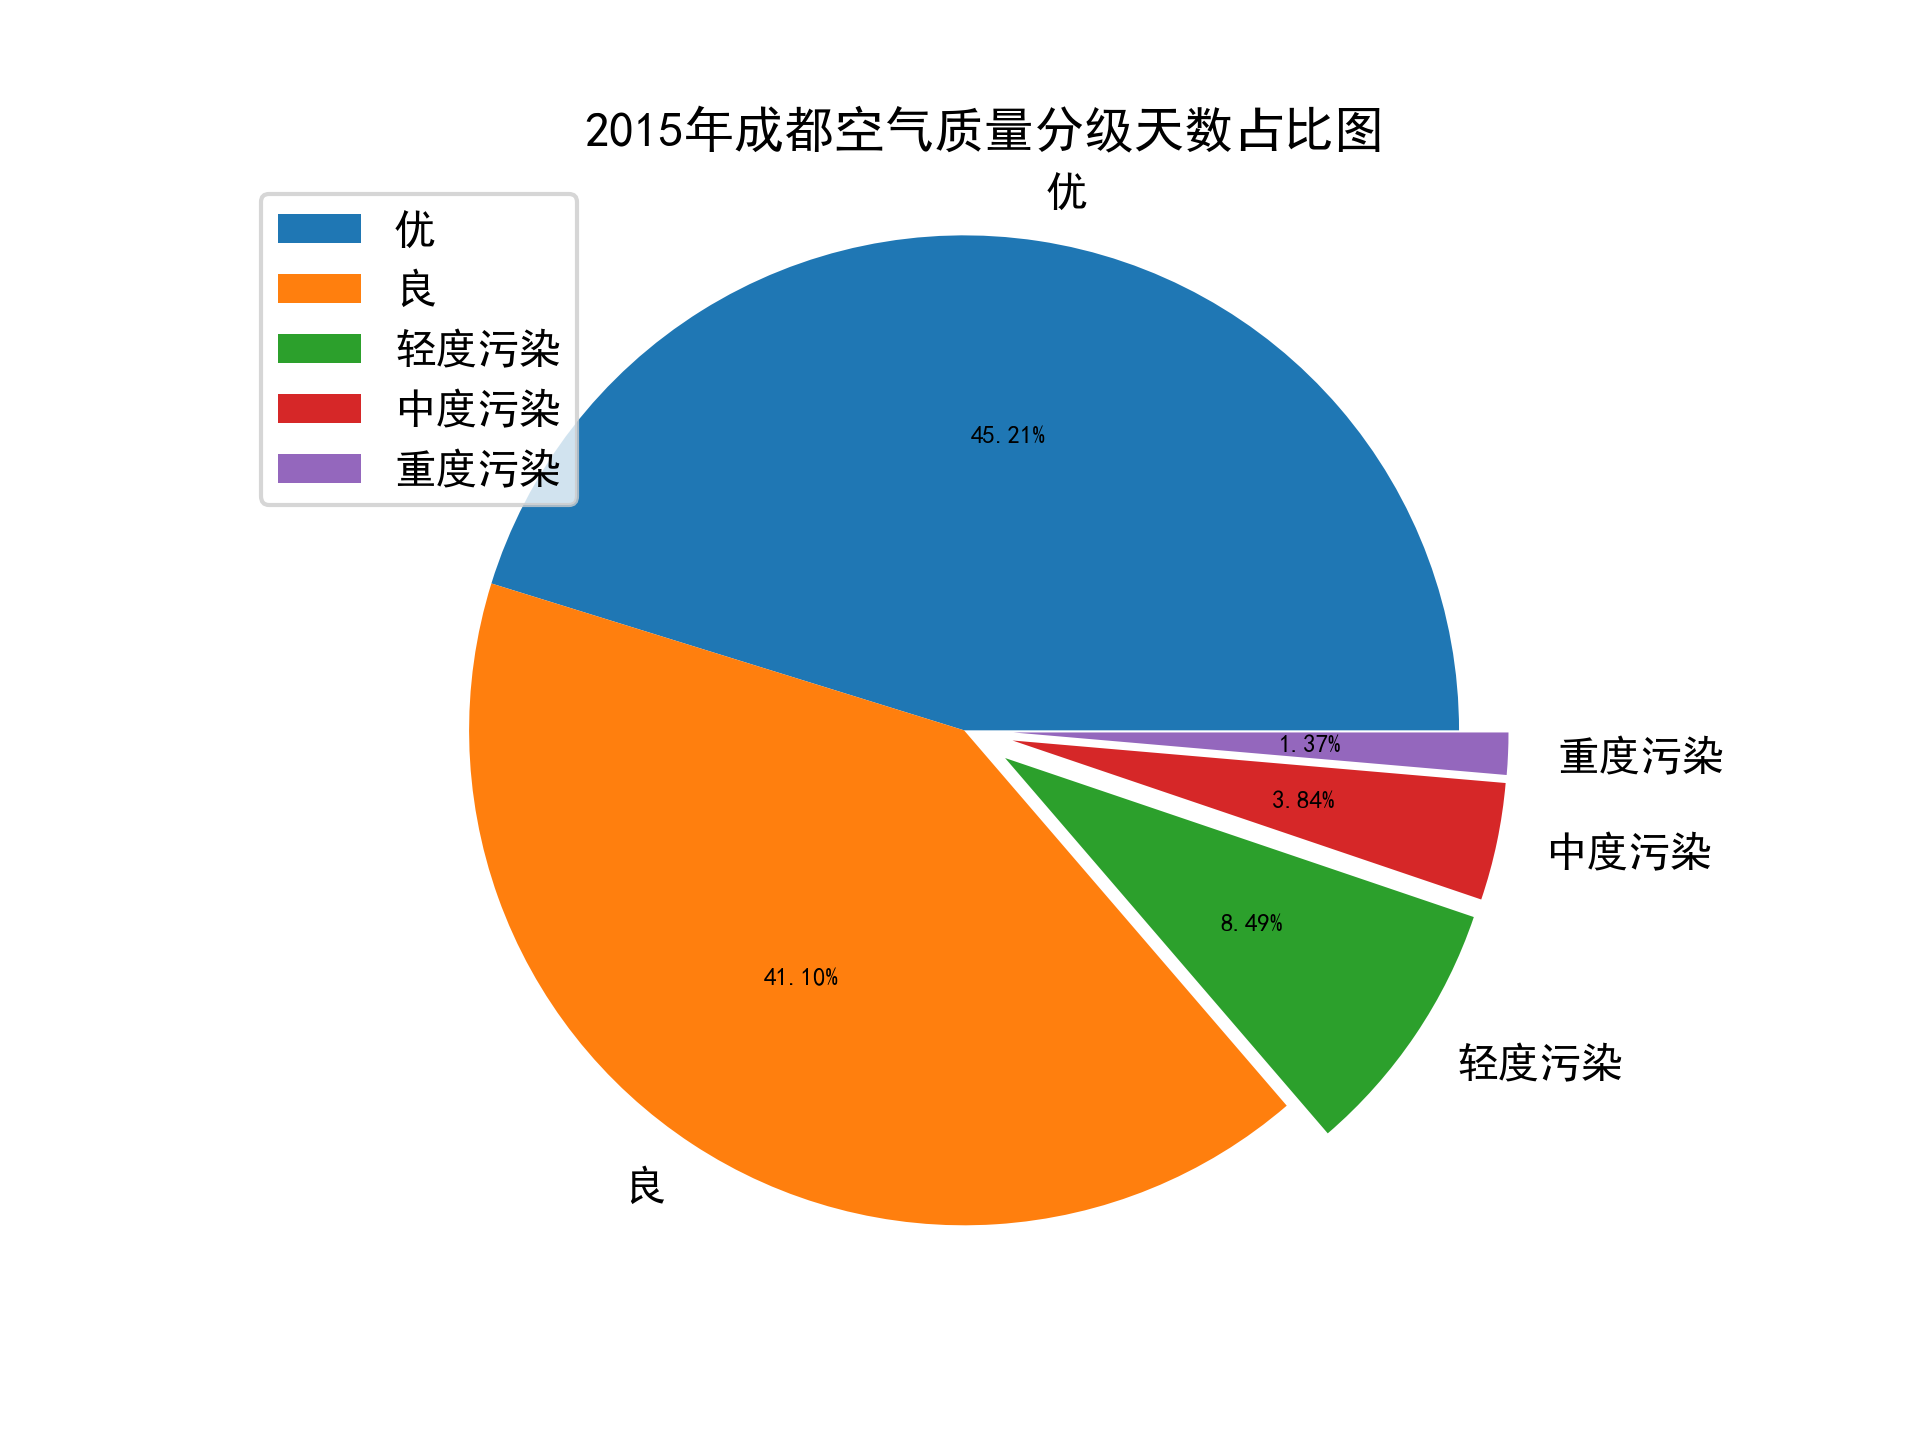 2015年成都空气质量分级天数占比图
优
优
良
轻度污染
中度污染
重度污染
45.21%
1.37%
重度污染
3.84%
中度污染
8.49%
轻度污染
41.10%
良